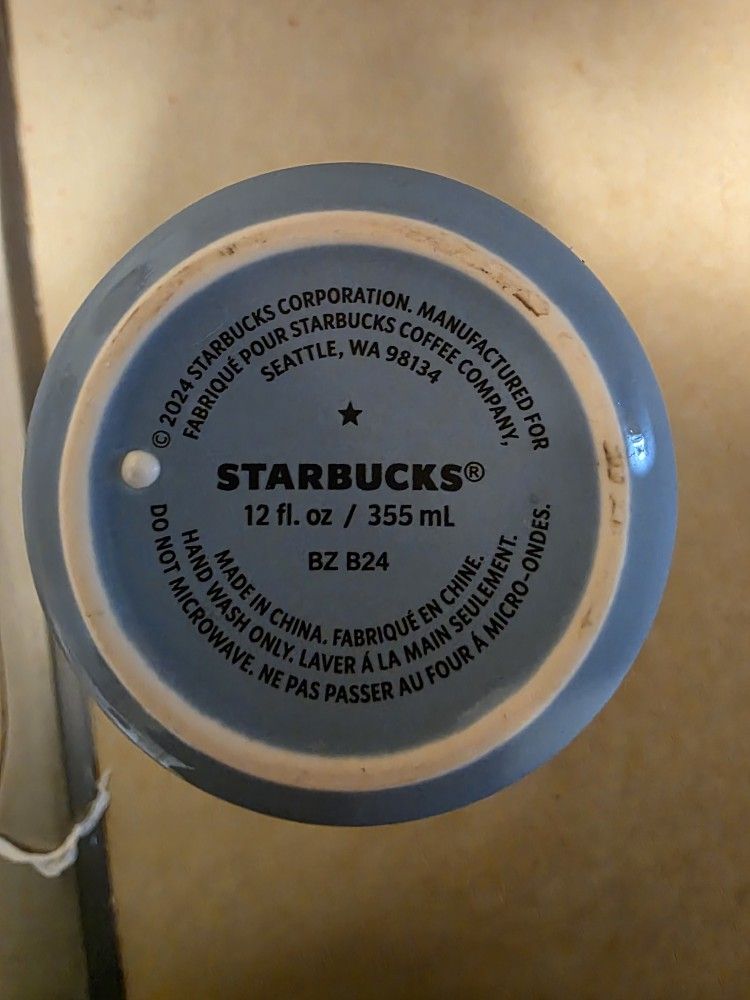 © 2024 STARBUCKS CORPORATION. MANUFACTURED FOR
FABRIQUÉ POUR STARBUCKS COFFEE COMPANY,
SEATTLE, WA 98134
STARBUCKS®
12 fl. oz / 355 mL
BZ B24
MADE IN CHINA. FABRIQUÉ EN CHINE.
HAND WASH ONLY. LAVER Á LA MAIN SEULEMENT.
DO NOT MICROWAVE. NE PAS PASSER AU FOUR Á MICRO-ONDES.